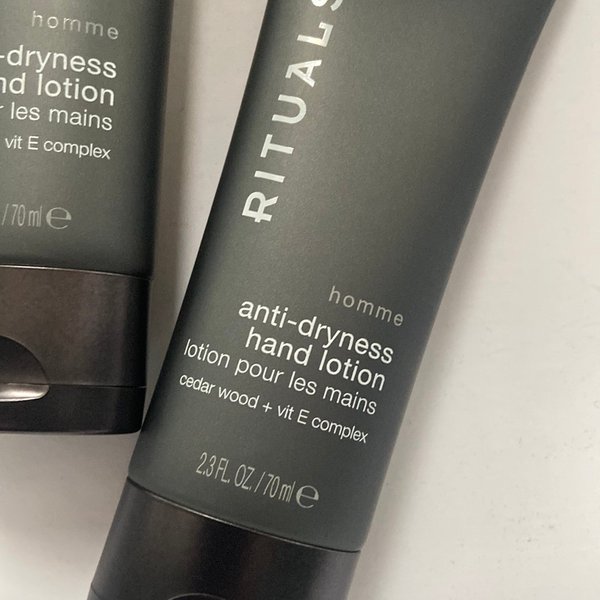 homme
-dryness
nd lotion
r les mains
vit E complex
/ 70 ml e
RITUALS
homme
anti-dryness
hand lotion
lotion pour les mains
cedar wood + vit E complex
2.3 FL. OZ. / 70 ml e